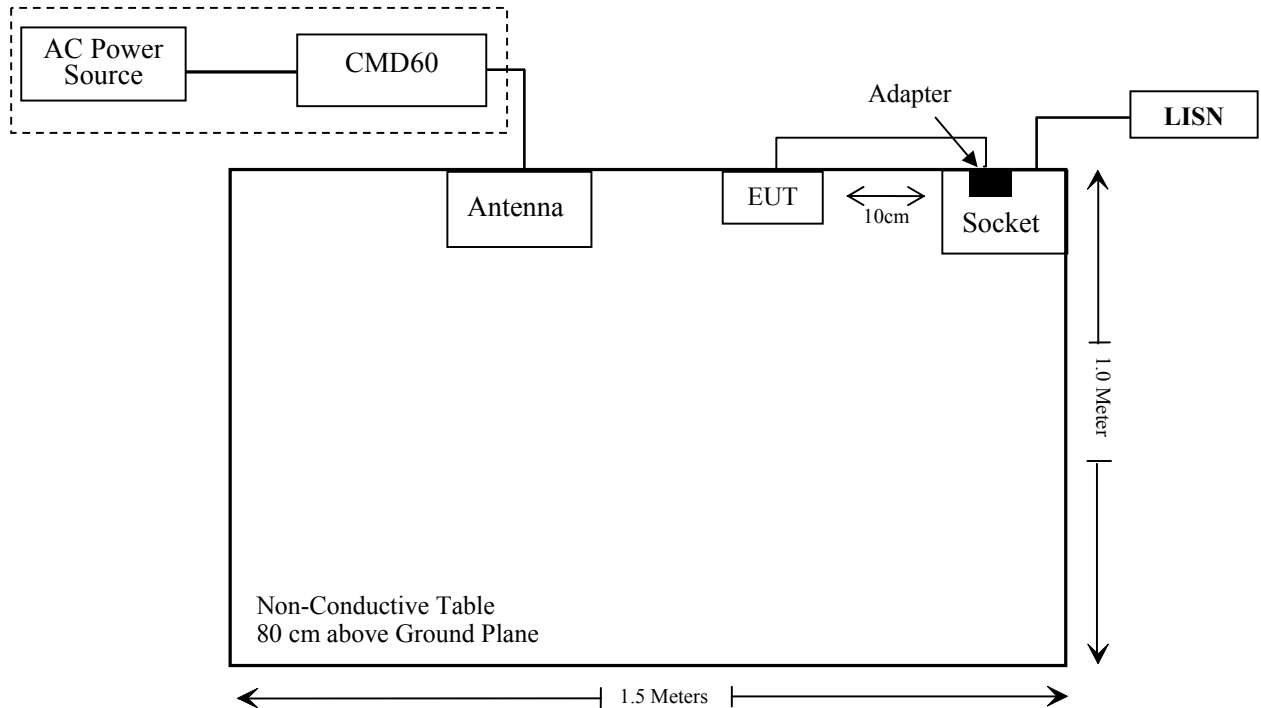 AC Power
Source
CMD60
Adapter
LISN
Antenna
EUT
10cm
Socket
1.0 Meter
Non-Conductive Table
80 cm above Ground Plane
1.5 Meters